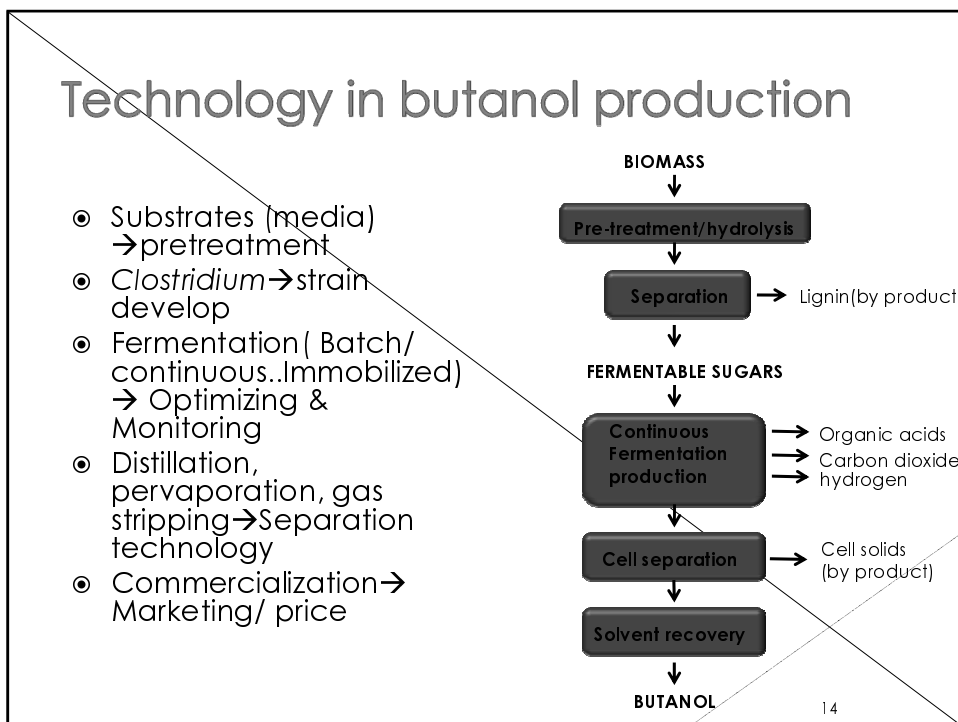 Technology in butanol production
Substrates (media)
→pretreatment
Clostridium→strain
develop
Fermentation( Batch/
continuous..Immobilized)
→ Optimizing &
Monitoring
Distillation,
pervaporation, gas
stripping→Separation
technology
Commercialization→
Marketing/ price
BIOMASS
Pre-treatment/hydrolysis
Separation
Lignin(by product
FERMENTABLE SUGARS
Continuous
Fermentation
production
Organic acids
Carbon dioxide
hydrogen
Cell separation
Cell solids
(by product)
Solvent recovery
BUTANOL
14